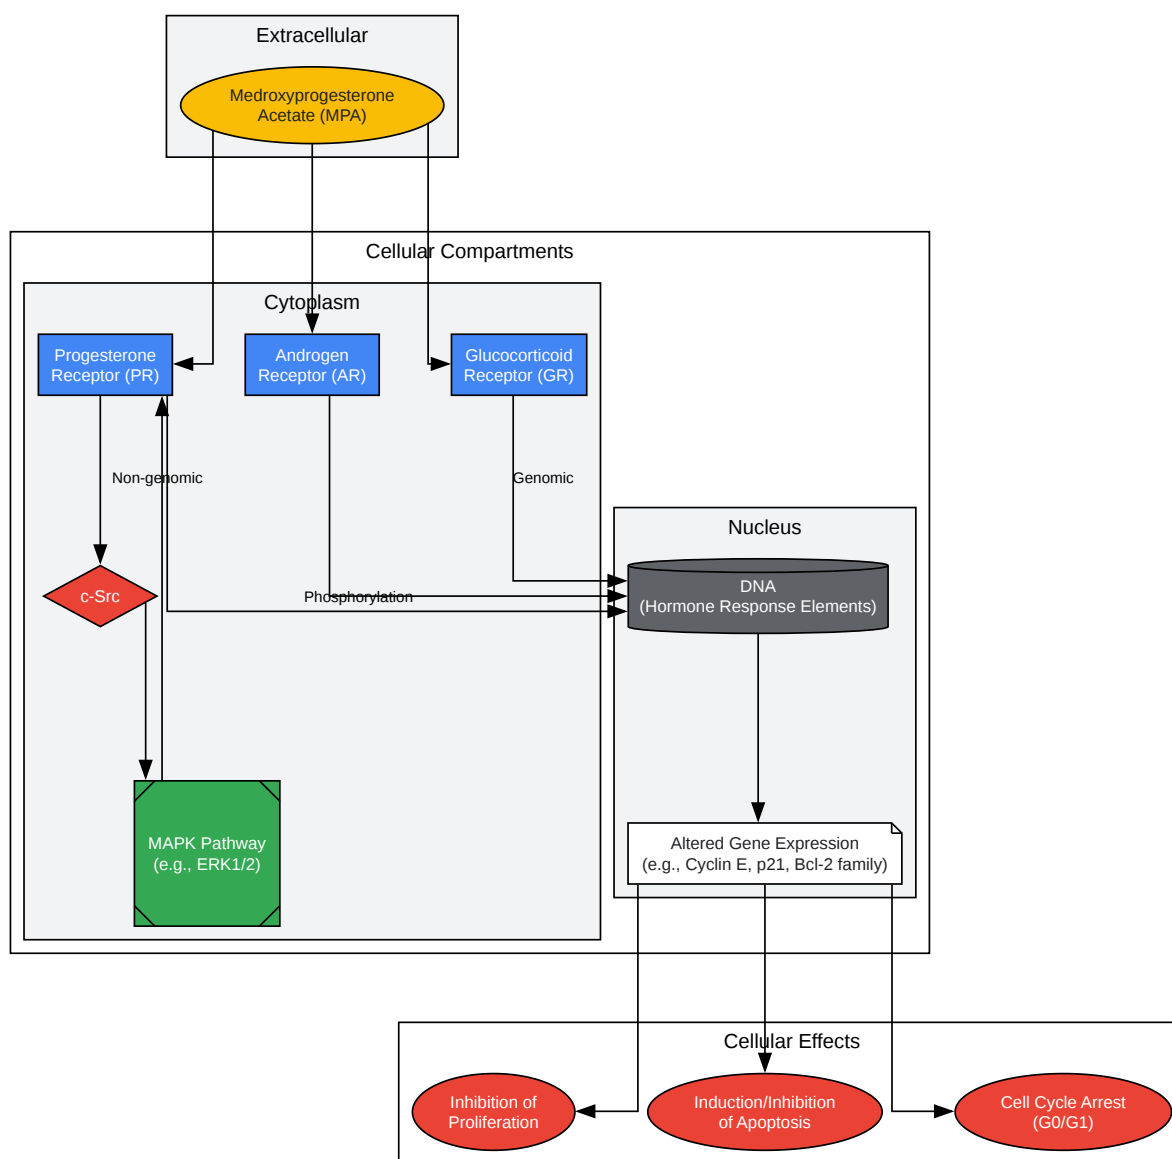 Extracellular
Medroxyprogesterone
Acetate (MPA)
Cellular Compartments
Cytoplasm
Progesterone
Receptor (PR)
Androgen
Receptor (AR)
Glucocorticoid
Receptor (GR)
Non-genomic
Genomic
Nucleus
c-Src
Phosphorylation
DNA
(Hormone Response Elements)
MAPK Pathway
(e.g., ERK1/2)
Altered Gene Expression
(e.g., Cyclin E, p21, Bcl-2 family)
Cellular Effects
Inhibition of
Proliferation
Induction/Inhibition
of Apoptosis
Cell Cycle Arrest
(G0/G1)